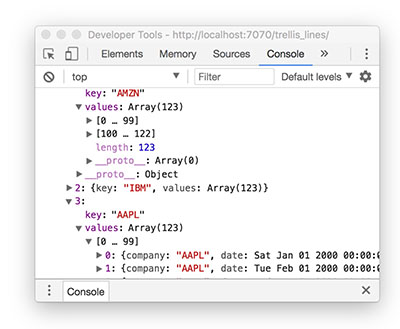 Developer Tools - http://localhost:7070/trellis_lines/
Elements Memory Sources Console »
top Filter Default levels ▼
key: "AMZN"
▼ values: Array(123)
▶ [0 … 99]
▶ [100 … 122]
length: 123
▶ __proto__: Array(0)
▶ __proto__: Object
▶ 2: {key: "IBM", values: Array(123)}
▼ 3:
key: "AAPL"
▼ values: Array(123)
▼ [0 … 99]
▶ 0: {company: "AAPL", date: Sat Jan 01 2000 00:00:0
▶ 1: {company: "AAPL", date: Tue Feb 01 2000 00:00:0
Console